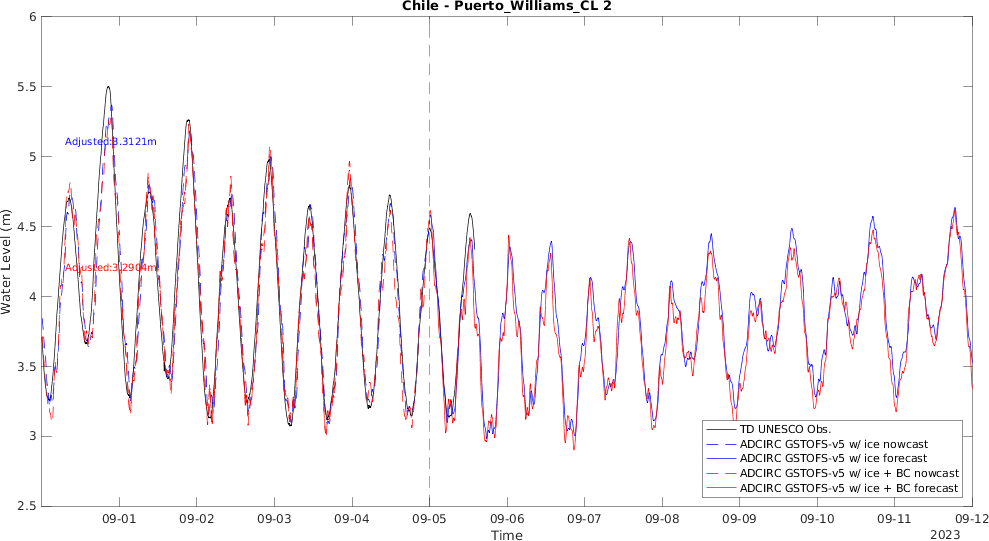 Chile - Puerto_Williams_CL 2
6
5.5
5
4.5
4
3.5
3
2.5
Water Level (m)
Adjusted:3.3121m
Adjusted:3.2904m
TD UNESCO Obs.
ADCIRC GSTOFS-v5 w/ ice nowcast
ADCIRC GSTOFS-v5 w/ ice forecast
ADCIRC GSTOFS-v5 w/ ice + BC nowcast
ADCIRC GSTOFS-v5 w/ ice + BC forecast
09-01 09-02 09-03 09-04 09-05 09-06 09-07 09-08 09-09 09-10 09-11 09-12
Time
2023